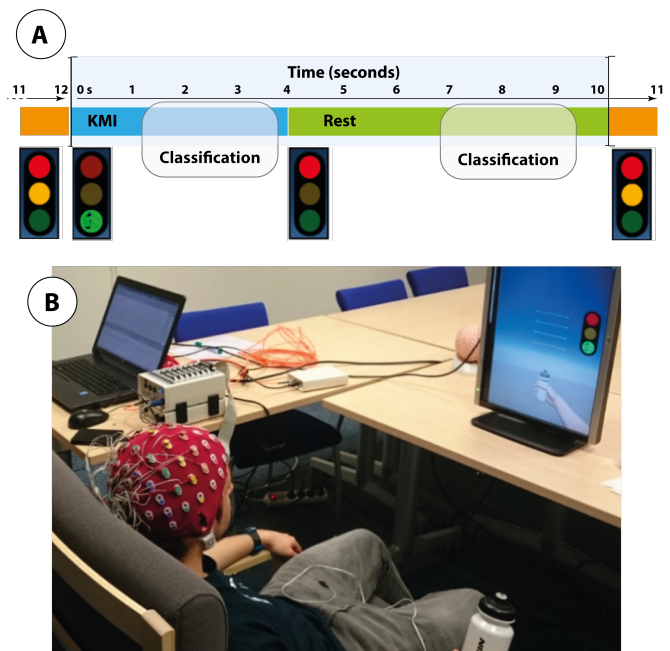 A
Time (seconds)
11 12 0 s 1 2 3 4 5 6 7 8 9 10 11
KMI Rest
Classification Classification
B